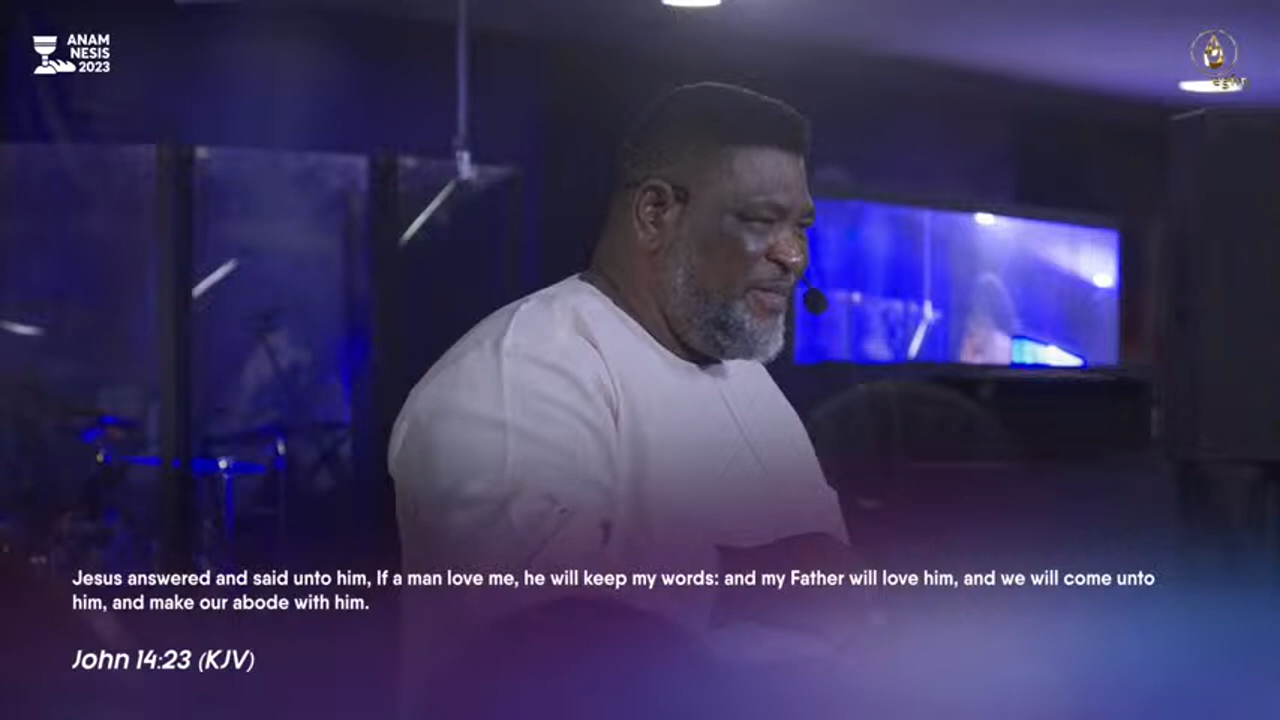 ANAM
NESIS
2023
Jesus answered and said unto him, If a man love me, he will keep my words: and my Father will love him, and we will come unto
him, and make our abode with him.
John 14:23 (KJV)